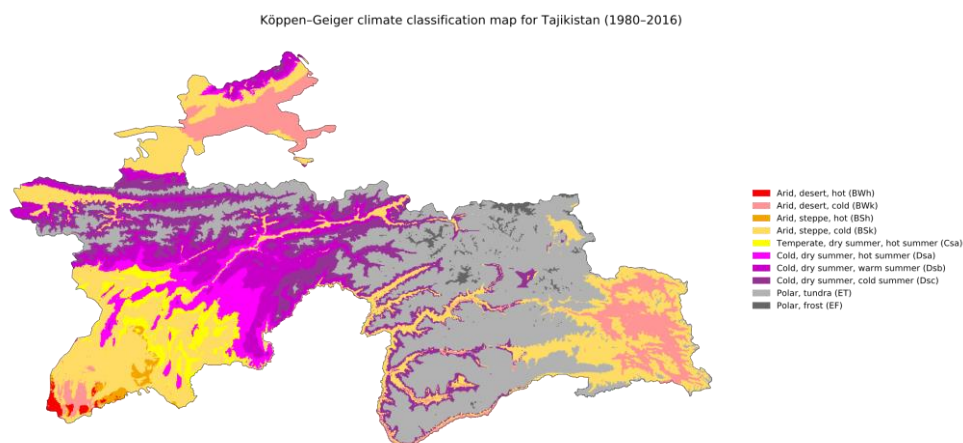 Köppen–Geiger climate classification map for Tajikistan (1980–2016)
Arid, desert, hot (BWh)
Arid, desert, cold (BWk)
Arid, steppe, hot (BSh)
Arid, steppe, cold (BSk)
Temperate, dry summer, hot summer (Csa)
Cold, dry summer, hot summer (Dsa)
Cold, dry summer, warm summer (Dsb)
Cold, dry summer, cold summer (Dsc)
Polar, tundra (ET)
Polar, frost (EF)